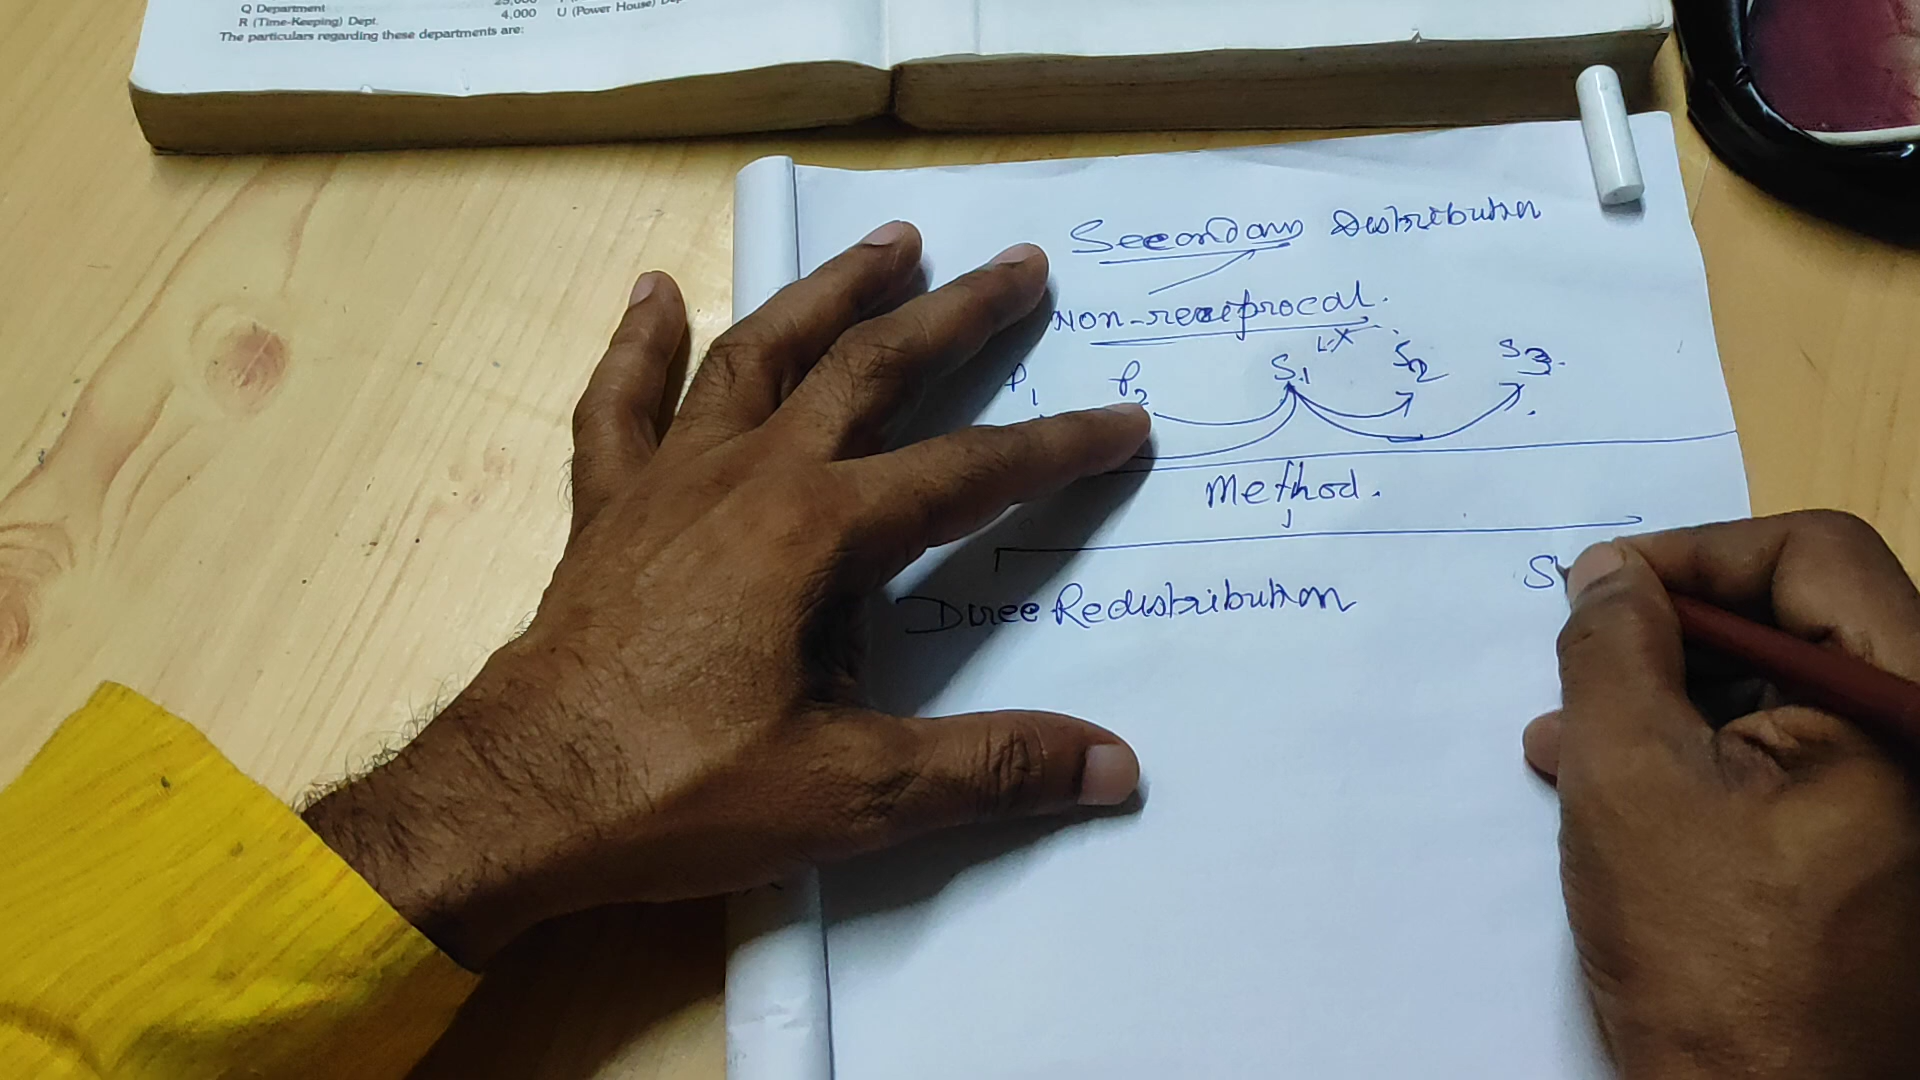 Q Department
R (Time-Keeping) Dept. 4,000 U (Power House)
The particulars regarding these departments are:
Secondary Distribution
Non-reciprocal.
P1 P2 S1 S2 S3
Method.
Direc Redistribution S